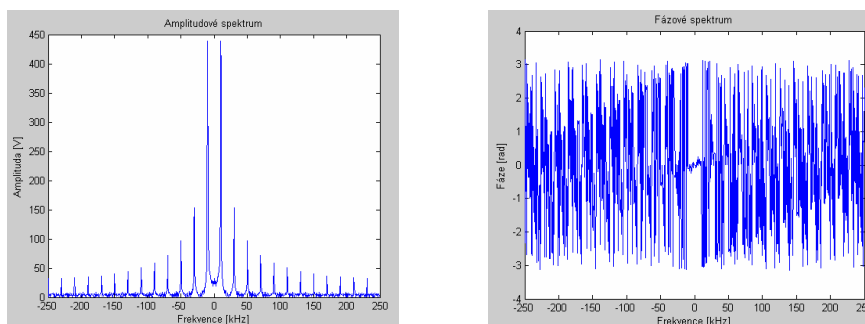 Amplitudové spektrum
Amplituda [V]
450
400
350
300
250
200
150
100
50
0
-250 -200 -150 -100 -50 0 50 100 150 200 250
Frekvence [kHz]
Fázové spektrum
Fáze [rad]
4
3
2
1
0
-1
-2
-3
-4
-250 -200 -150 -100 -50 0 50 100 150 200 250
Frekvence [kHz]